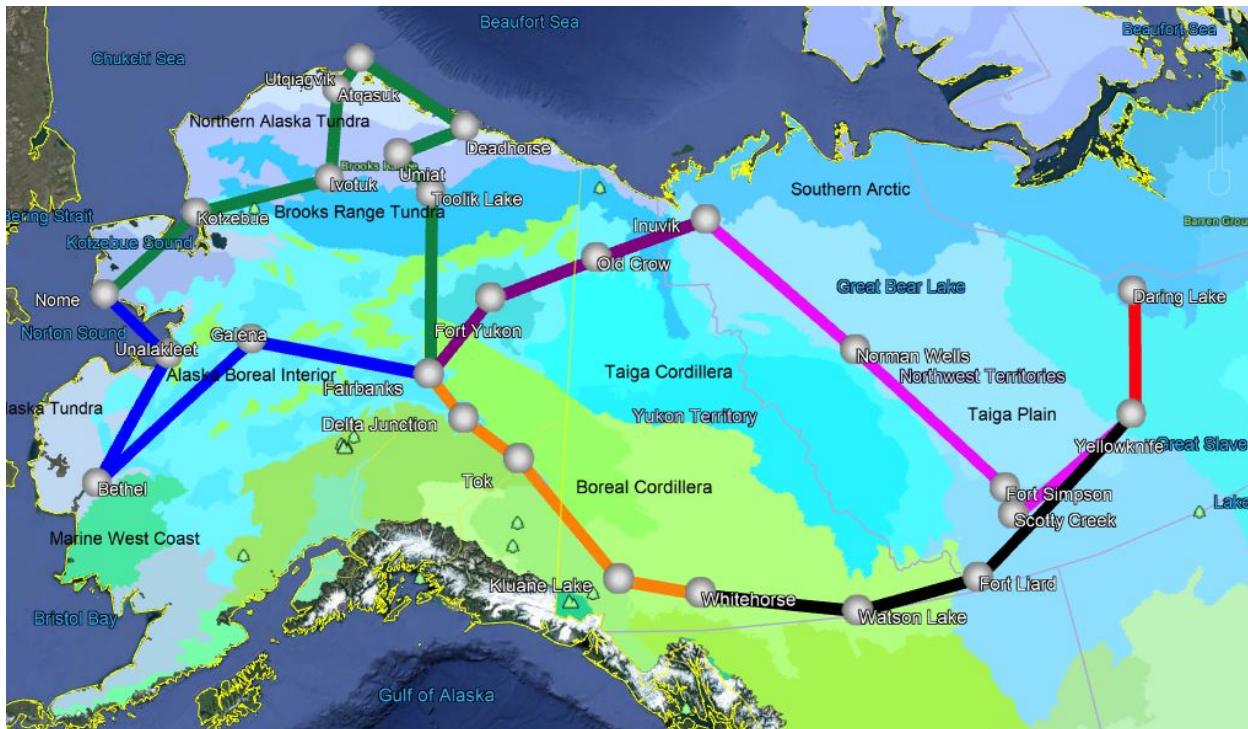 Beaufort Sea
Beaufort Sea
Chukchi Sea
Utqiagvik
Atqasuk
Northern Alaska Tundra
Deadhorse
Umiat
Ivotuk
Toolik Lake
Southern Arctic
Bering Strait
Kotzebue
Brooks Range Tundra
Inuvik
Kotzebue Sound
Old Crow
Great Bear Lake
Daring Lake
Nome
Norton Sound
Galena
Fort Yukon
Unalakleet
Norman Wells
Alaska Boreal Interior
Taiga Cordillera
Northwest Territories
Fairbanks
laska Tundra
Yukon Territory
Taiga Plain
Delta Junction
Yellowknife
Great Slave
Tok
Bethel
Boreal Cordillera
Fort Simpson
Lake
Scotty Creek
Marine West Coast
Kluane Lake
Fort Liard
Whitehorse
Watson Lake
Bristol Bay
Gulf of Alaska